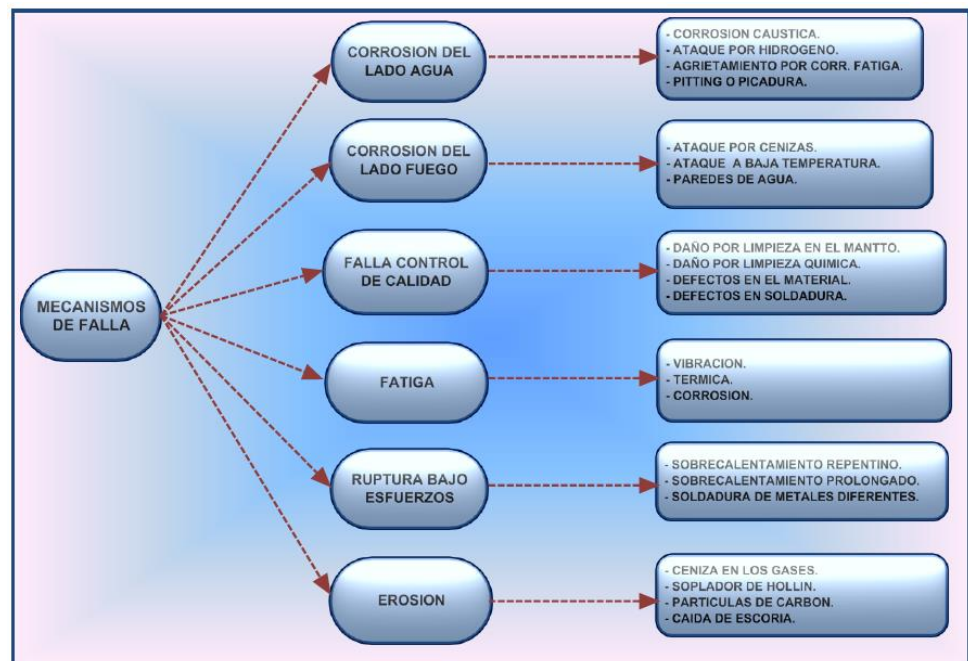 MECANISMOS
DE FALLA
CORROSION DEL
LADO AGUA
- CORROSION CAUSTICA.
- ATAQUE POR HIDROGENO.
- AGRIETAMIENTO POR CORR. FATIGA.
- PITTING O PICADURA.
CORROSION DEL
LADO FUEGO
- ATAQUE POR CENIZAS.
- ATAQUE A BAJA TEMPERATURA.
- PAREDES DE AGUA.
FALLA CONTROL
DE CALIDAD
- DAÑO POR LIMPIEZA EN EL MANTTO.
- DAÑO POR LIMPIEZA QUIMICA.
- DEFECTOS EN EL MATERIAL.
- DEFECTOS EN SOLDADURA.
FATIGA
- VIBRACION.
- TERMICA.
- CORROSION.
RUPTURA BAJO
ESFUERZOS
- SOBRECALENTAMIENTO REPENTINO.
- SOBRECALENTAMIENTO PROLONGADO.
- SOLDADURA DE METALES DIFERENTES.
EROSION
- CENIZA EN LOS GASES.
- SOPLADOR DE HOLLIN.
- PARTICULAS DE CARBON.
- CAIDA DE ESCORIA.